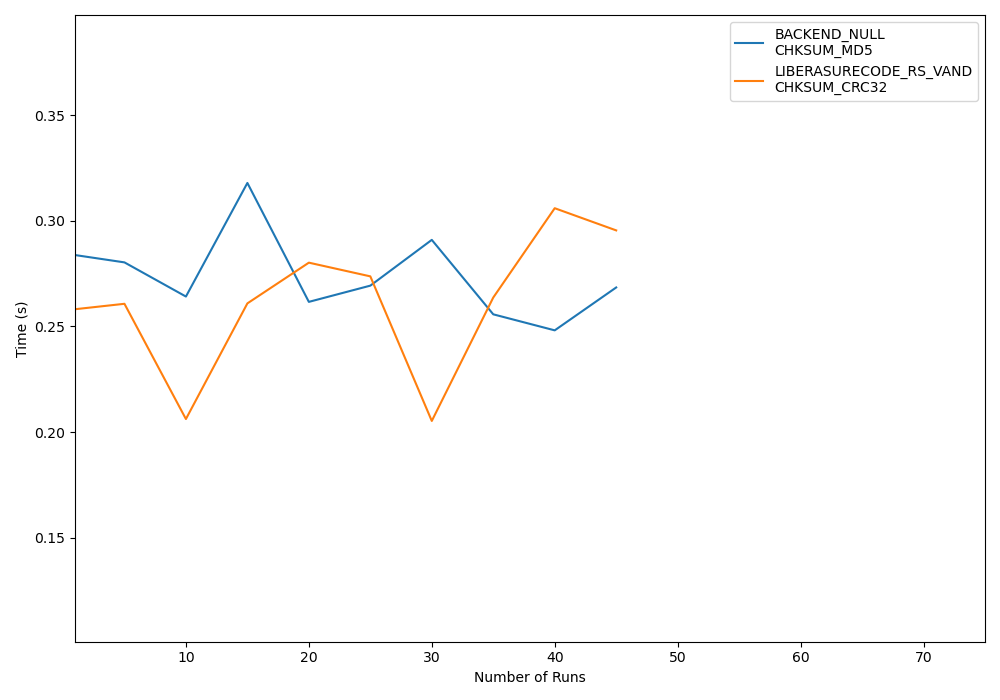 BACKEND_NULL
CHKSUM_MD5
LIBERASURECODE_RS_VAND
CHKSUM_CRC32
0.35
0.30
0.25
0.20
0.15
Time (s)
10 20 30 40 50 60 70
Number of Runs